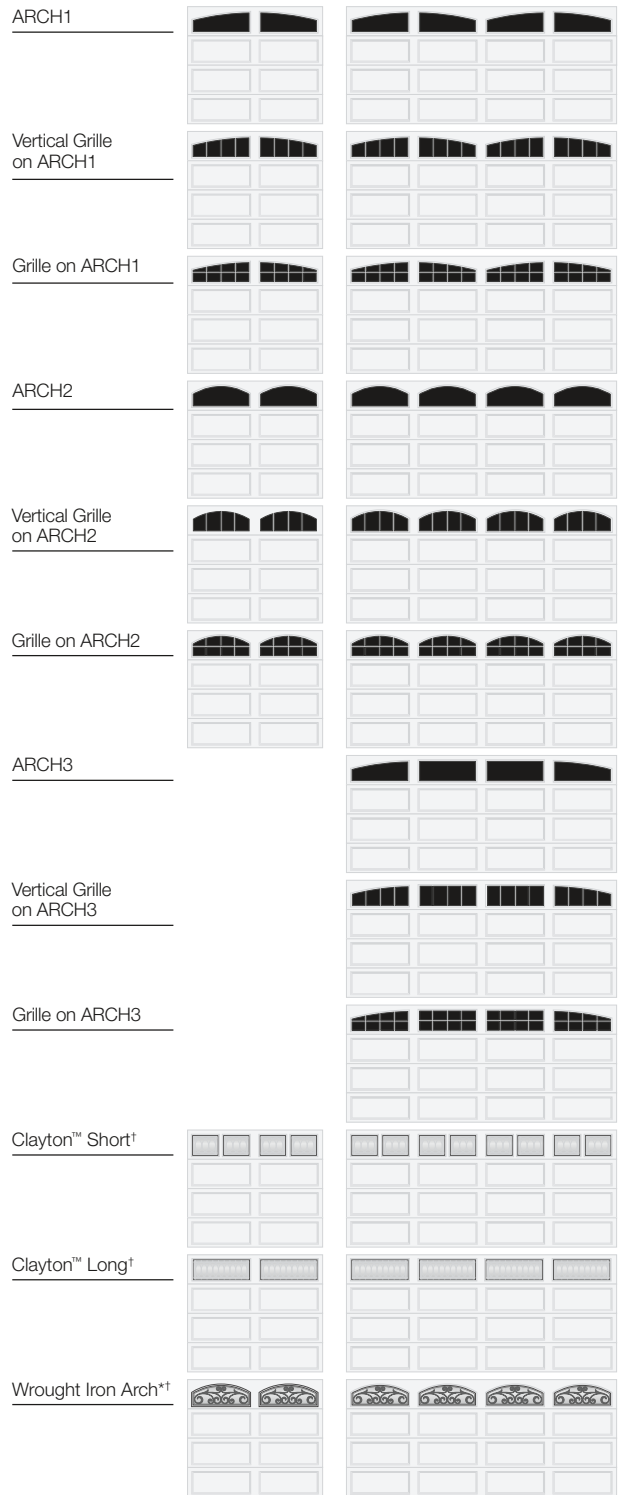 ARCH1
Vertical Grille
on ARCH1
Grille on ARCH1
ARCH2
Vertical Grille
on ARCH2
Grille on ARCH2
ARCH3
Vertical Grille
on ARCH3
Grille on ARCH3
Clayton™ Short†
Clayton™ Long†
Wrought Iron Arch*†